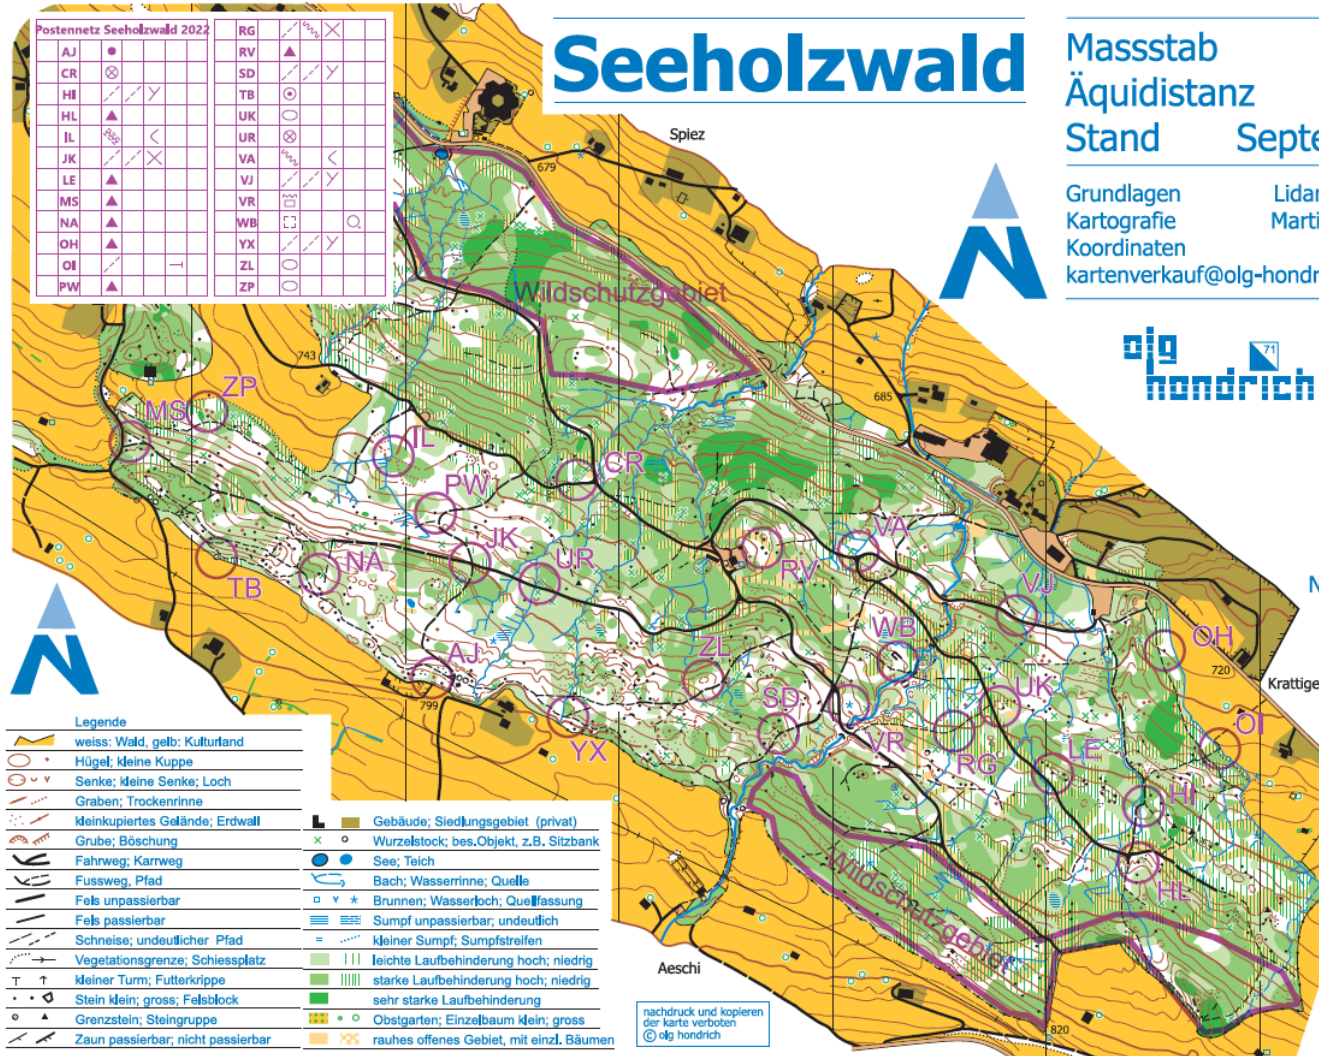 Postennetz Seeholzwald 2022
AJ
CR
HI
HL
IL
JK
LE
MS
NA
OH
OI
PW
RG
RV
SD
TB
UK
UR
VA
VJ
VR
WB
YX
ZL
ZP
Seeholzwald
Massstab
Äquidistanz
Stand Septe
Grundlagen Lidar
Kartografie Marti
Koordinaten
kartenverkauf@olg-hondri
olg
71
hondrich
Spiez
679
Wildschutzgebiet
743
685
ZP
MS
IL
PW
CR
JK
UR
VA
RV
NA
TB
VJ
N
WB
OH
AJ
ZL
720
Krattige
799
SD
UK
YX
VR
RG
LE
OI
HI
HL
Wildschutzgebiet
Aeschi
820
N
N
Legende
weiss: Wald, gelb: Kulturland
Hügel; kleine Kuppe
Senke; kleine Senke; Loch
Graben; Trockenrinne
kleinkupiertes Gelände; Erdwall
Grube; Böschung
Fahrweg; Karrweg
Fussweg, Pfad
Fels unpassierbar
Fels passierbar
Schneise; undeutlicher Pfad
Vegetationsgrenze; Schiessplatz
kleiner Turm; Futterkrippe
Stein klein; gross; Felsblock
Grenzstein; Steingruppe
Zaun passierbar; nicht passierbar
Gebäude; Siedlungsgebiet (privat)
Wurzelstock; bes.Objekt, z.B. Sitzbank
See; Teich
Bach; Wasserrinne; Quelle
Brunnen; Wasserloch; Quellfassung
Sumpf unpassierbar; undeutlich
kleiner Sumpf; Sumpfstreifen
leichte Laufbehinderung hoch; niedrig
starke Laufbehinderung hoch; niedrig
sehr starke Laufbehinderung
Obstgarten; Einzelbaum klein; gross
rauhes offenes Gebiet, mit einzl. Bäumen
nachdruck und kopieren
der karte verboten
© olg hondrich